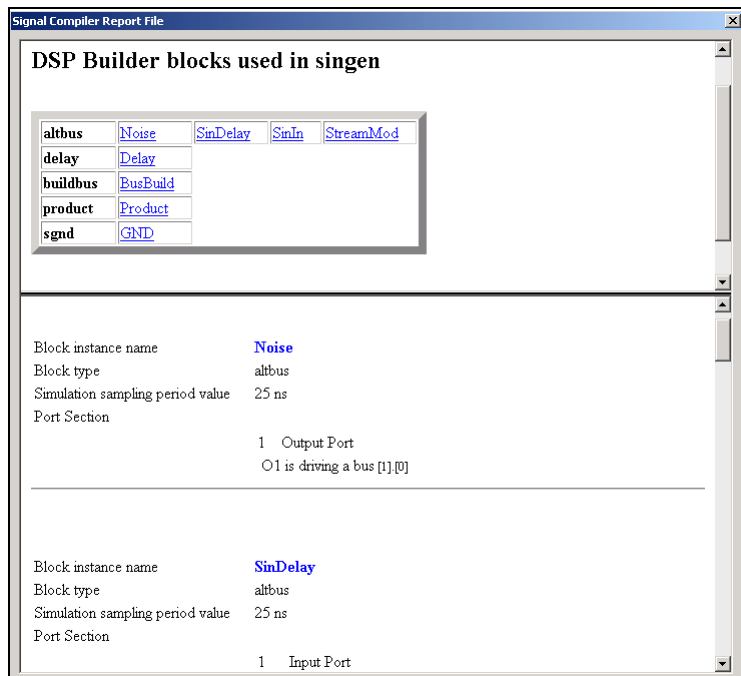 Signal Compiler Report File
DSP Builder blocks used in singen
altbus Noise SinDelay SinIn StreamMod
delay Delay
buildbus BusBuild
product Product
sgnd GND
Block instance name Noise
Block type altbus
Simulation sampling period value 25 ns
Port Section
1 Output Port
O1 is driving a bus [1].[0]
Block instance name SinDelay
Block type altbus
Simulation sampling period value 25 ns
Port Section
1 Input Port